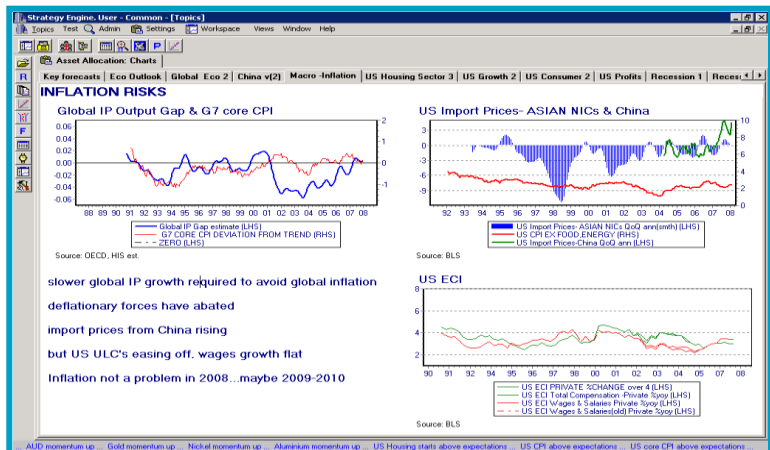 Strategy Engine. User - Common - [Topics]
Topics Test Admin Settings Workspace Views Window Help
P
Asset Allocation: Charts
Key forecasts Eco Outlook Global Eco 2 China v(2) Macro -Inflation US Housing Sector 3 US Growth 2 US Consumer 2 US Profits Recession 1 Reces
R
F
INFLATION RISKS
Global IP Output Gap & G7 core CPI
0.06
0.04
0.02
0.00
-0.02
-0.04
-0.06
2
1
-1
88 89 90 91 92 93 94 95 96 97 98 99 00 01 02 03 04 05 06 07 08
Global IP Gap estimate (LHS)
G7 CORE CPI DEVIATION FROM TREND (RHS)
ZERO (LHS)
Source: OECD, HIS est.
US Import Prices- ASIAN NICs & China
3
0
-3
-6
-9
10
8
6
4
2
0
92 93 94 95 96 97 98 99 00 01 02 03 04 05 06 07 08
US Import Prices- ASIAN NICs QoQ ann(smth) (LHS)
US CPI EX FOOD,ENERGY (RHS)
US Import Prices-China QoQ ann (LHS)
Source: BLS
slower global IP growth required to avoid global inflation
deflationary forces have abated
import prices from China rising
but US ULC's easing off, wages growth flat
Inflation not a problem in 2008...maybe 2009-2010
US ECI
8
6
4
2
90 91 92 93 94 95 96 97 98 99 00 01 02 03 04 05 06 07 08
US ECI PRIVATE %CHANGE over 4 (LHS)
US ECI Total Compensation -Private %yoy (LHS)
US ECI Wages & Salaries Private %yoy (LHS)
US ECI Wages & Salaries(old) Private %yoy (LHS)
Source: BLS
... AUD momentum up ... Gold momentum up ... Nickel momentum up ... Aluminium momentum up ... US Housing starts above expectations ... US CPI above expectations ... US core CPI above expectations ...